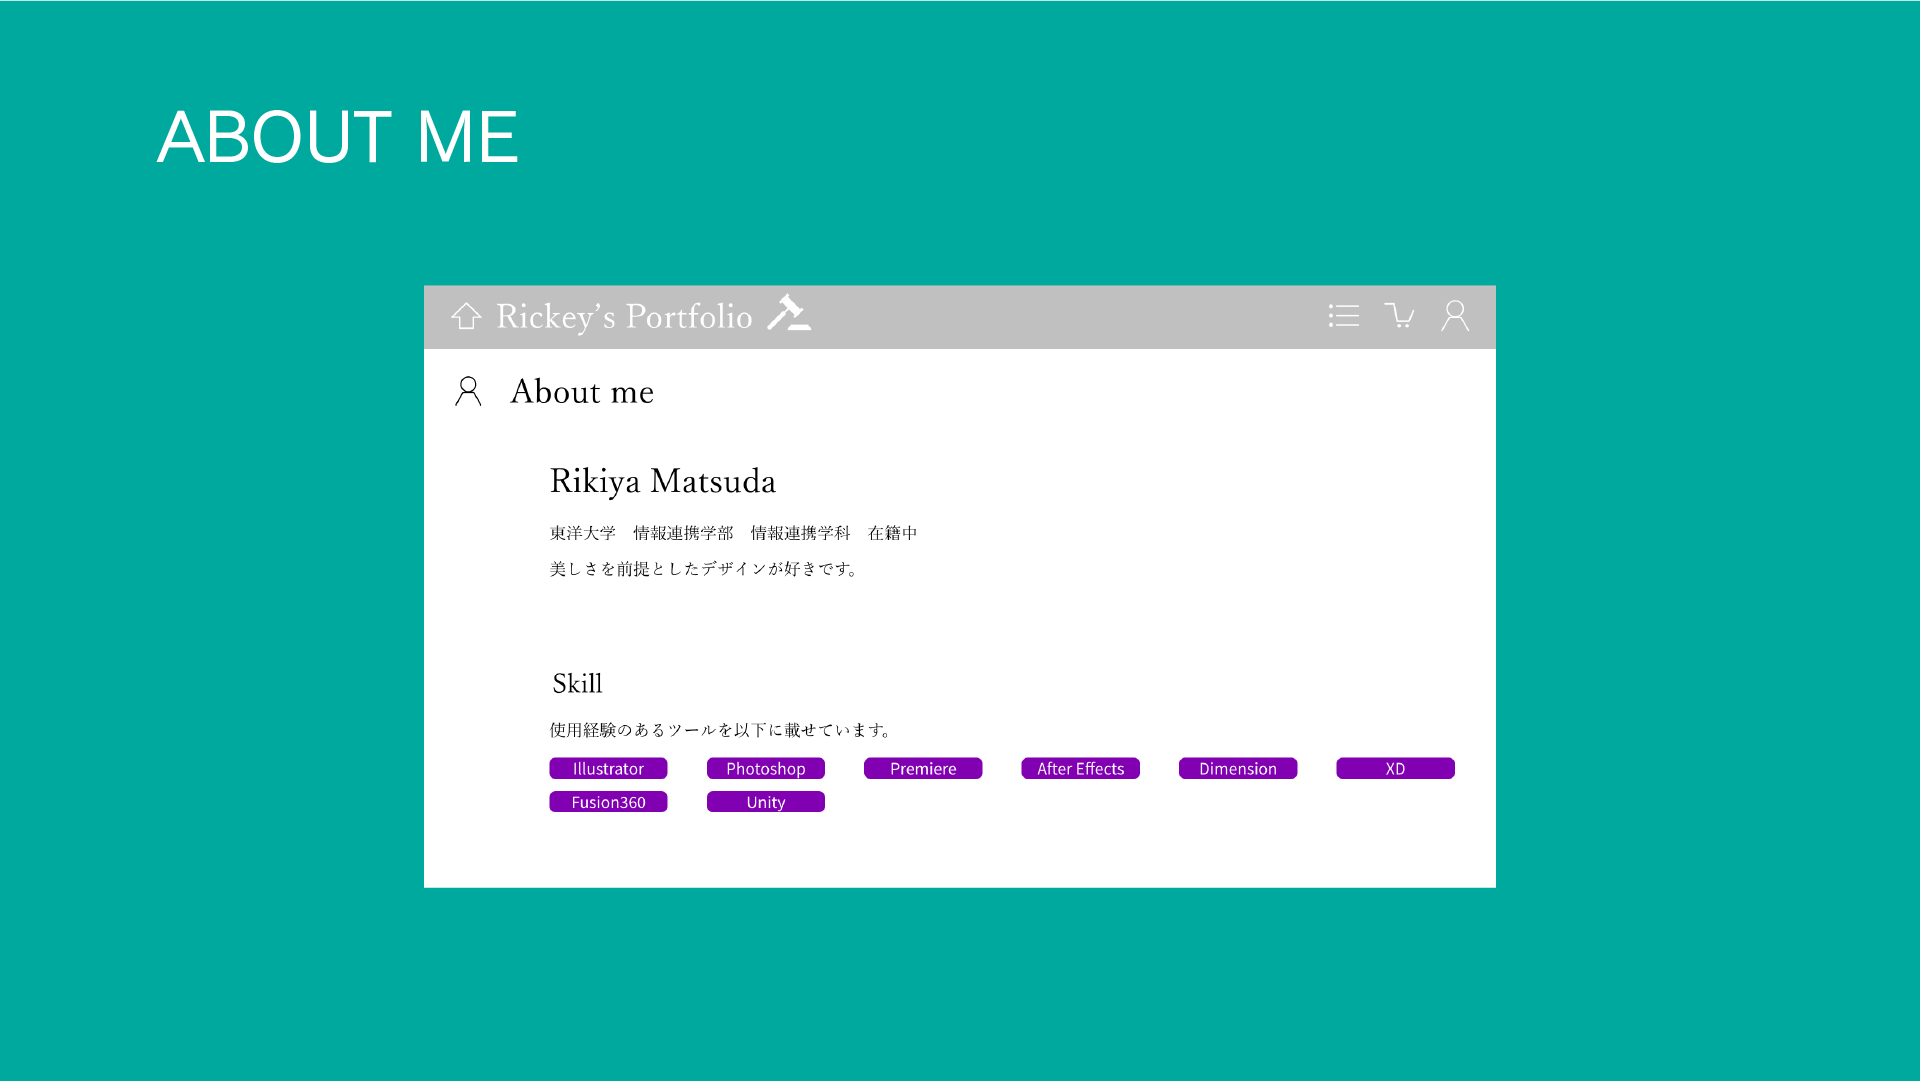 ABOUT ME
Rickey’s Portfolio
About me
Rikiya Matsuda
東洋大学　情報連携学部　情報連携学科　在籍中
美しさを前提としたデザインが好きです。
Skill
使用経験のあるツールを以下に載せています。
Illustrator Photoshop Premiere After Effects Dimension XD
Fusion360 Unity